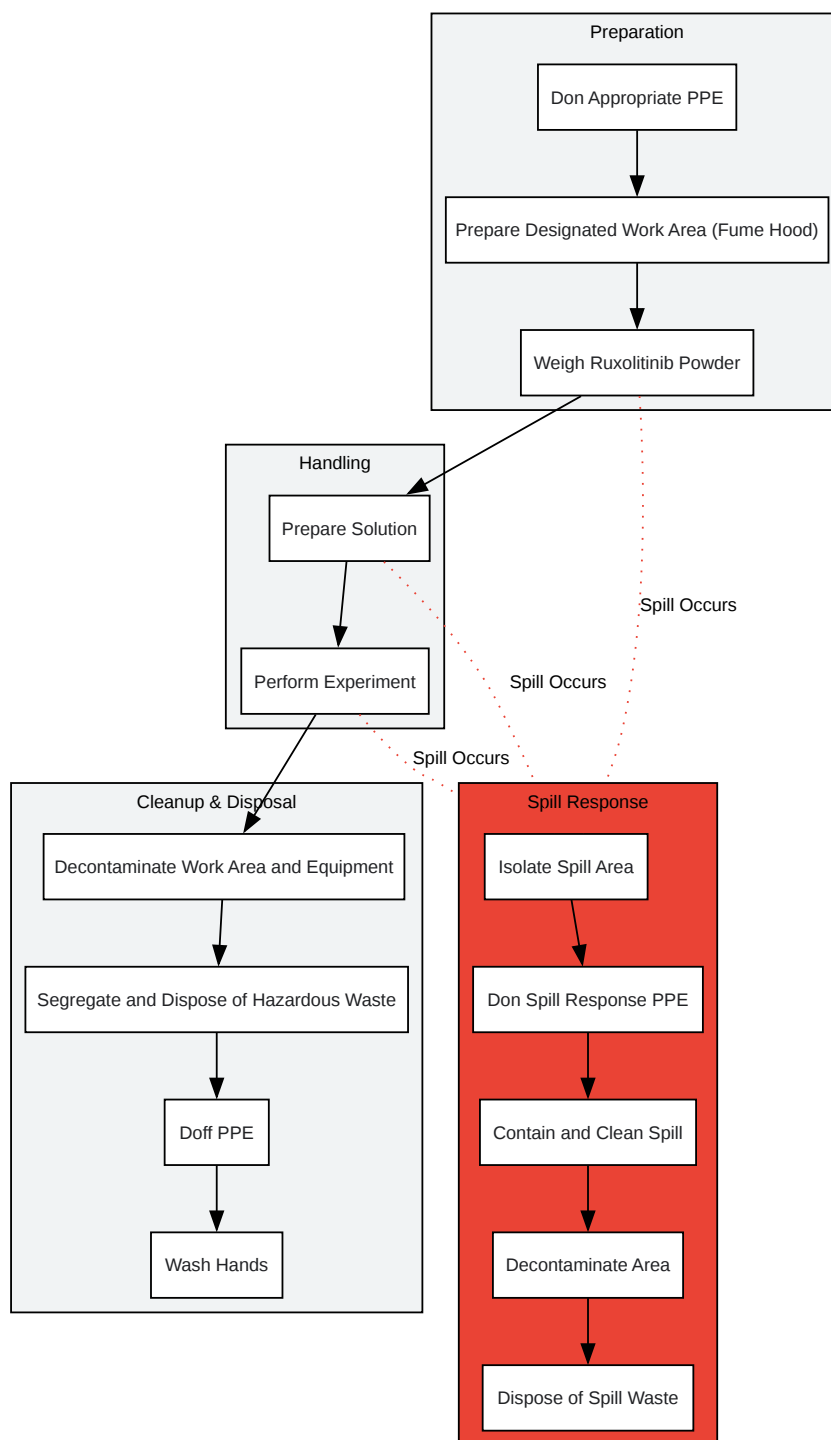 Preparation
Don Appropriate PPE
Prepare Designated Work Area (Fume Hood)
Weigh Ruxolitinib Powder
Handling
Prepare Solution
Spill Occurs
Perform Experiment
Spill Occurs
Spill Occurs
Cleanup & Disposal
Decontaminate Work Area and Equipment
Segregate and Dispose of Hazardous Waste
Doff PPE
Wash Hands
Spill Response
Isolate Spill Area
Don Spill Response PPE
Contain and Clean Spill
Decontaminate Area
Dispose of Spill Waste